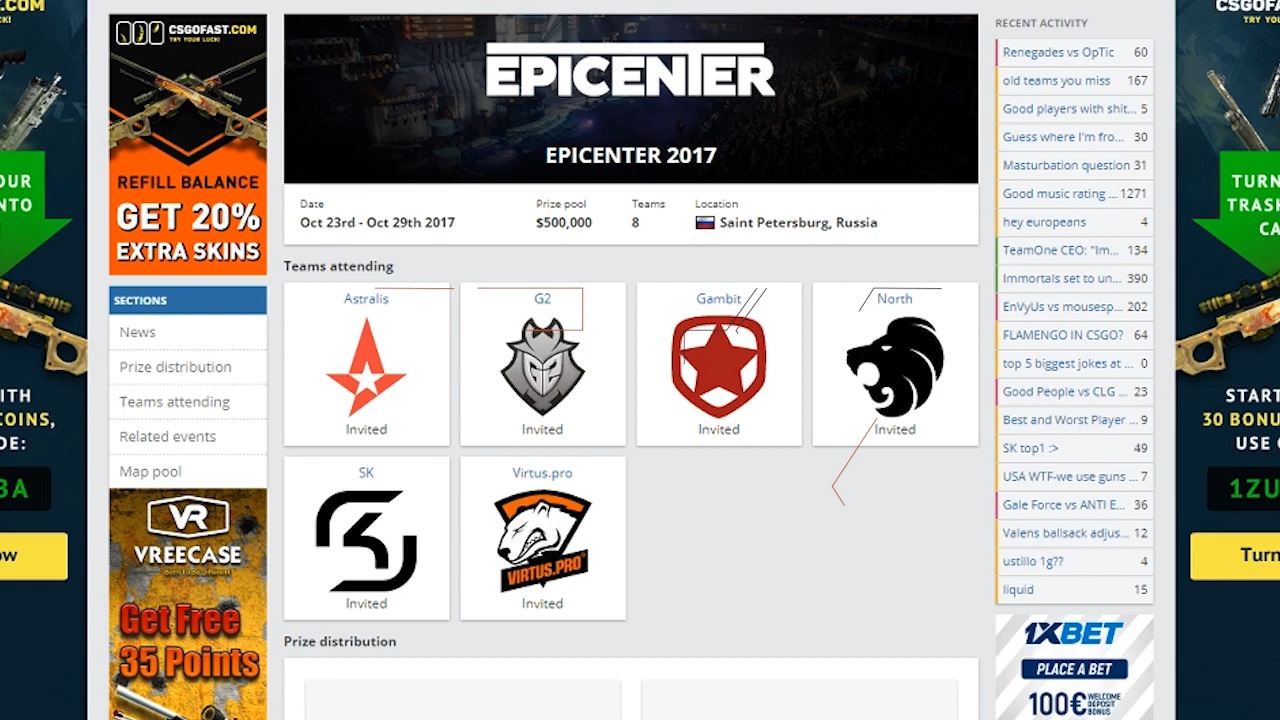 CSGOFAST.COM
TRY YOUR LUCK!
REFILL BALANCE
GET 20%
EXTRA SKINS
SECTIONS
News
Prize distribution
Teams attending
Related events
Map pool
VR
VREECASE
Get Free
35 Points
EPICENTER
EPICENTER 2017
Date
Oct 23rd - Oct 29th 2017
Prize pool
$500,000
Teams
8
Location
Saint Petersburg, Russia
Teams attending
Astralis
Invited
G2
Invited
Gambit
North
Invited
Invited
SK
Invited
Virtus.pro
VIRTUS.PRO
Invited
Prize distribution
RECENT ACTIVITY
Renegades vs OpTic 60
old teams you miss 167
Good players with shit... 5
Guess where I'm fro... 30
Masturbation question 31
Good music rating ... 1271
hey europeans 4
TeamOne CEO: "Im... 134
Immortals set to un... 390
EnVyUs vs mousesp... 202
FLAMENGO IN CSGO? 64
top 5 biggest jokes at ... 0
Good People vs CLG ... 23
Best and Worst Player ... 9
SK top1 :> 49
USA WTF-we use guns ... 7
Gale Force vs ANTI E... 36
Valens ballsack adjus... 12
ustillo 1g?? 4
liquid 15
1XBET
PLACE A BET
100€ WELCOME
DEPOSIT
BONUS
.COM
CK!
OUR
NTO
ITH
COINS,
DE:
BA
ow
CSGOFAS
TRY YO
TURN
TRASH
CA
START
30 BONU
USE C
1ZU
Turn